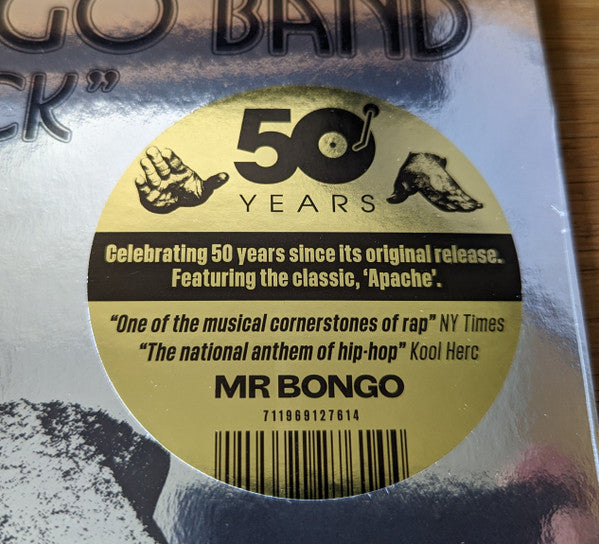 GO BAND
CK"
50
YEARS
Celebrating 50 years since its original release.
Featuring the classic, ‘Apache’.
“One of the musical cornerstones of rap” NY Times
“The national anthem of hip-hop” Kool Herc
MR BONGO
711969127614